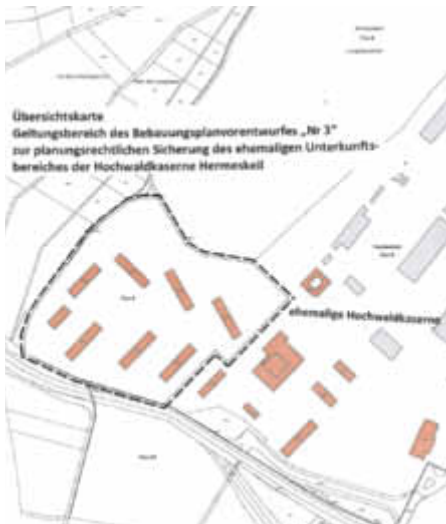 Übersichtskarte
Geltungsbereich des Bebauungsplanvorentwurfes „Nr 3"
zur planungsrechtlichen Sicherung des ehemaligen Unterkunfts-
bereiches der Hochwaldkaserne Hermeskeil
ehemalige Hochwaldkaserne